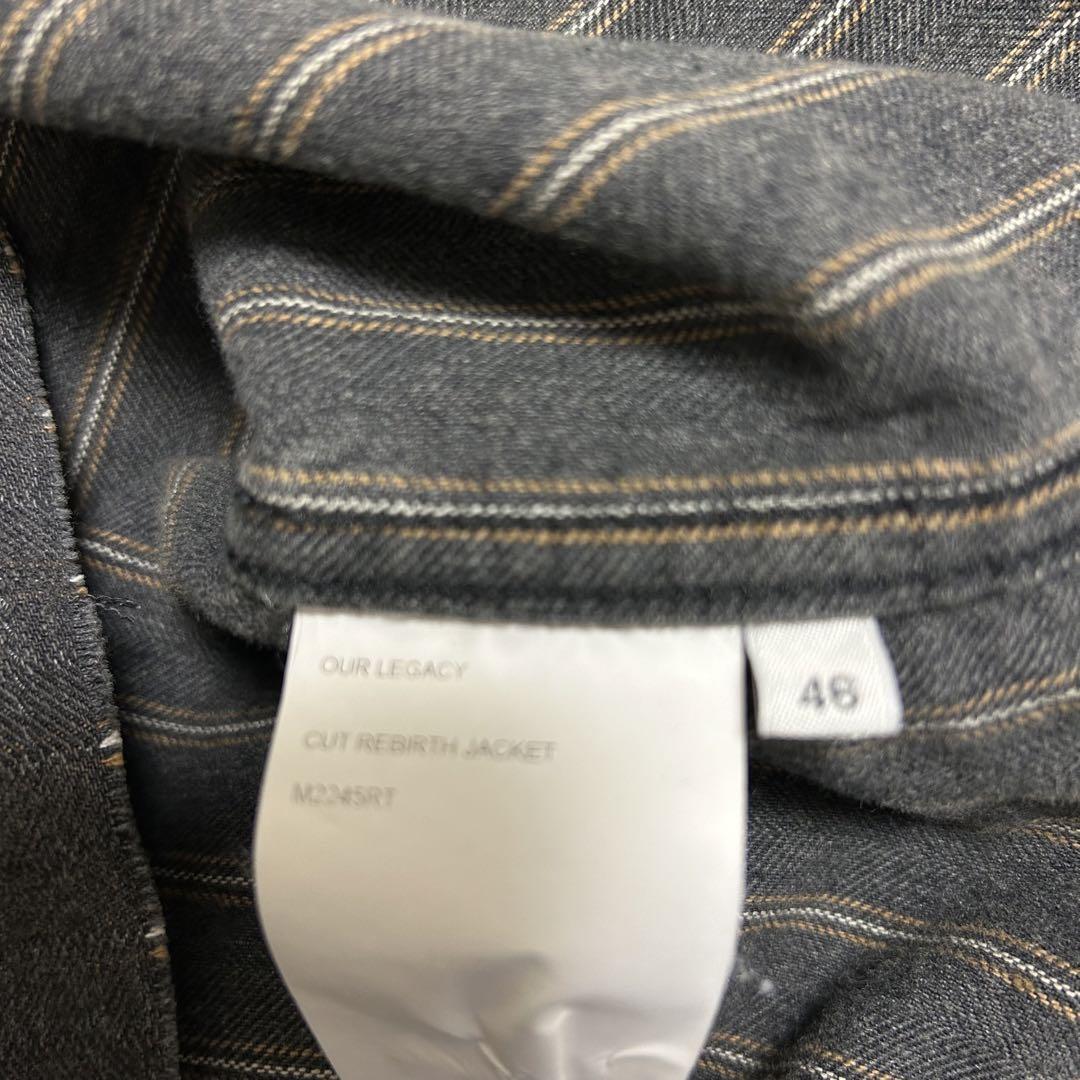 OUR LEGACY
CUT REBIRTH JACKET
M2245RT
46